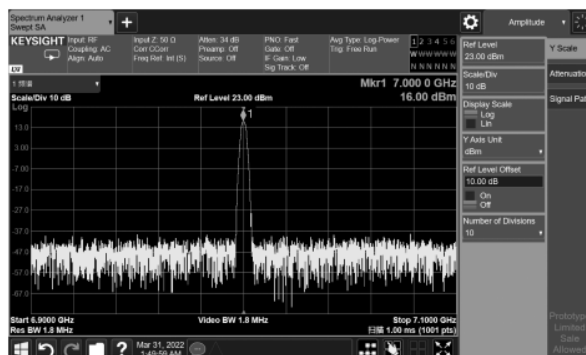 Spectrum Analyzer 1
Swept SA
Amplitude
KEYSIGHT
Input: RF
Coupling: AC
Align: Auto
Input Z: 50 Ω
Corr CCorr
Freq Ref: Int (S)
Atten: 34 dB
Preamp: Off
Source: Off
PNO: Fast
Gate: Off
IF Gain: Low
Sig Track: Off
Avg Type: Log-Power
Trig: Free Run
1 2 3 4 5 6
W W W W W W
N N N N N N
Scale/Div 10 dB
Ref Level 23.00 dBm
Mkr1 7.000 0 GHz
16.00 dBm
Log
1
13.0
3.00
-7.00
-17.0
-27.0
-37.0
-47.0
-57.0
-67.0
Start 6.9000 GHz
Res BW 1.8 MHz
Video BW 1.8 MHz
Stop 7.1000 GHz
扫描 1.00 ms (1001 pts)
Mar 31, 2022
Ref Level
23.00 dBm
Scale/Div
10 dB
Display Scale
Log
Lin
Y Axis Unit
dBm
Ref Level Offset
10.00 dB
On
Off
Number of Divisions
10
Y Scale
Attenuation
Signal Pat
Prototype
Limited
Sale
Allowed